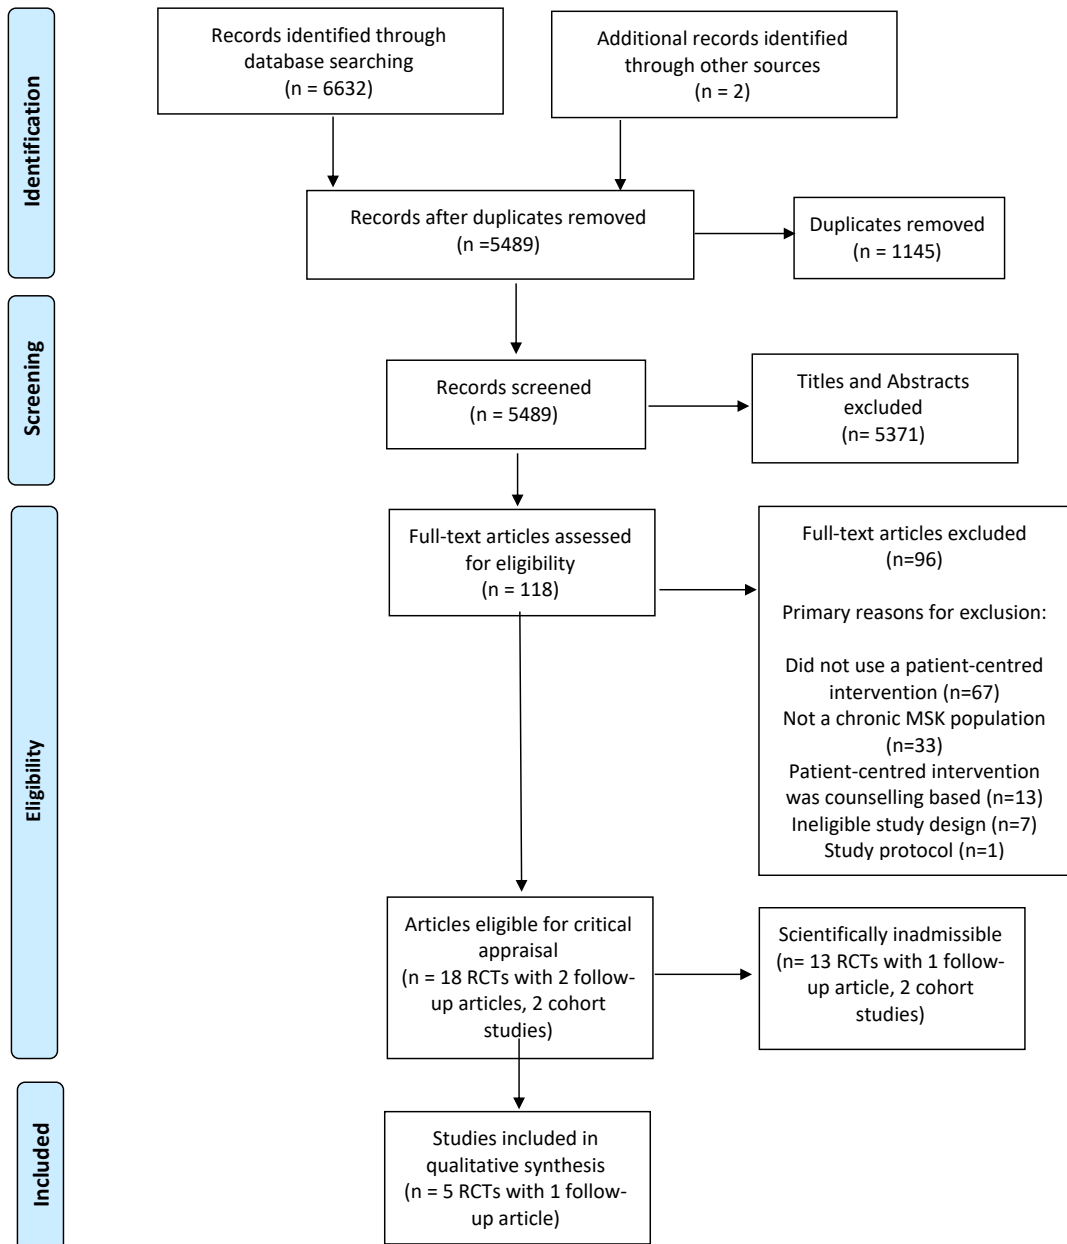 Identification
Records identified through
database searching
(n = 6632)
Additional records identified
through other sources
(n = 2)
Records after duplicates removed
(n =5489)
Duplicates removed
(n = 1145)
Screening
Records screened
(n = 5489)
Titles and Abstracts
excluded
(n= 5371)
Eligibility
Full-text articles assessed
for eligibility
(n = 118)
Full-text articles excluded
(n=96)
Primary reasons for exclusion:
Did not use a patient-centred
intervention (n=67)
Not a chronic MSK population
(n=33)
Patient-centred intervention
was counselling based (n=13)
Ineligible study design (n=7)
Study protocol (n=1)
Articles eligible for critical
appraisal
(n = 18 RCTs with 2 follow-
up articles, 2 cohort
studies)
Scientifically inadmissible
(n= 13 RCTs with 1 follow-
up article, 2 cohort
studies)
Included
Studies included in
qualitative synthesis
(n = 5 RCTs with 1 follow-
up article)